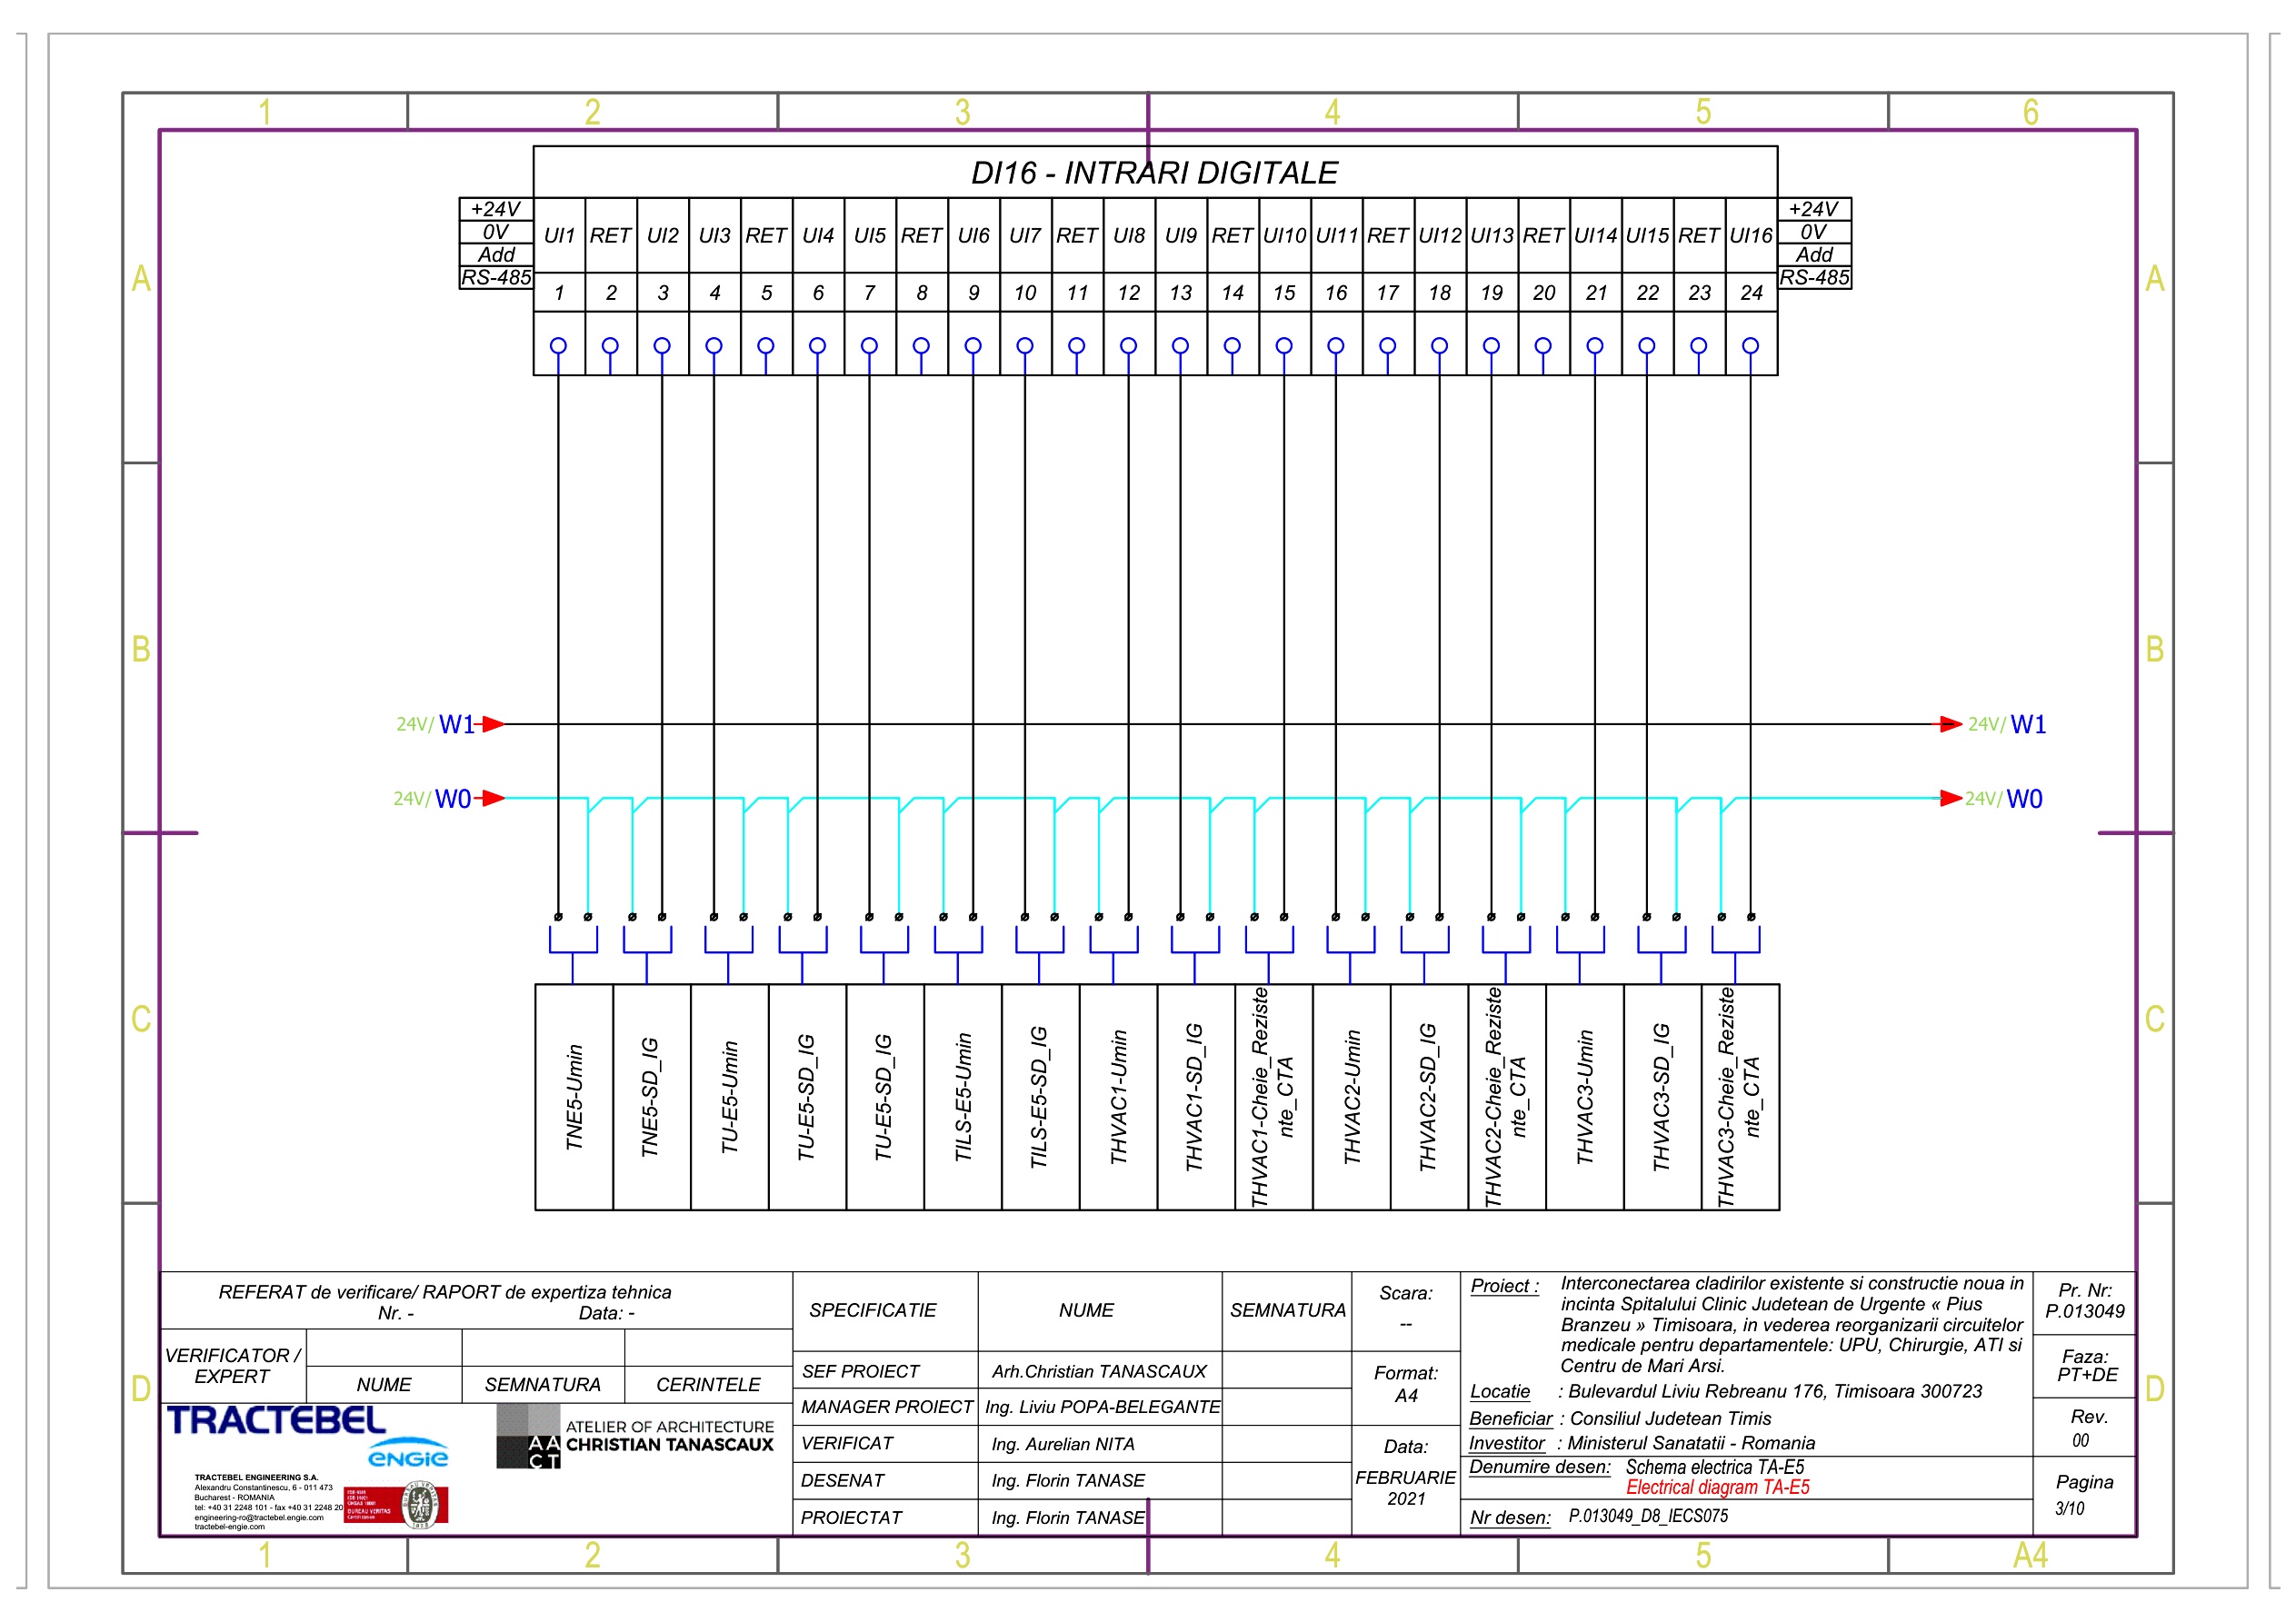 1 2 3 4 5 6
DI16 - INTRARI DIGITALE
+24V
0V
Add
RS-485
UI1 RET UI2 UI3 RET UI4 UI5 RET UI6 UI7 RET UI8 UI9 RET UI10 UI11 RET UI12 UI13 RET UI14 UI15 RET UI16
1 2 3 4 5 6 7 8 9 10 11 12 13 14 15 16 17 18 19 20 21 22 23 24
+24V
0V
Add
RS-485
A A
B B
24V/ W1 24V/ W1
24V/ W0 24V/ W0
C C
TNE5-Umin
TNE5-SD_IG
TU-E5-Umin
TU-E5-SD_IG
TU-E5-SD_IG
TILS-E5-Umin
TILS-E5-SD_IG
THVAC1-Umin
THVAC1-SD_IG
THVAC1-Cheie_Reziste
nte_CTA
THVAC2-Umin
THVAC2-SD_IG
THVAC2-Cheie_Reziste
nte_CTA
THVAC3-Umin
THVAC3-SD_IG
THVAC3-Cheie_Reziste
nte_CTA
D D
REFERAT de verificare/ RAPORT de expertiza tehnica
Nr. - Data: -
VERIFICATOR /
EXPERT
NUME SEMNATURA CERINTELE
TRACTEBEL
ENGIE
TRACTEBEL ENGINEERING S.A.
Alexandru Constantinescu, 6 - 011 473
Bucharest - ROMANIA
tel: +40 31 2248 101 - fax +40 31 2248 20
engineering-ro@tractebel.engie.com
tractebel-engie.com
BUREAU VERITAS
AA
CT
ATELIER OF ARCHITECTURE
CHRISTIAN TANASCAUX
SPECIFICATIE NUME SEMNATURA
SEF PROIECT Arh.Christian TANASCAUX
MANAGER PROIECT Ing. Liviu POPA-BELEGANTE
VERIFICAT Ing. Aurelian NITA
DESENAT Ing. Florin TANASE
PROIECTAT Ing. Florin TANASE
Scara:
--
Format:
A4
Data:
FEBRUARIE
2021
Proiect : Interconectarea cladirilor existente si constructie noua in
incinta Spitalului Clinic Judetean de Urgente « Pius
Branzeu » Timisoara, in vederea reorganizarii circuitelor
medicale pentru departamentele: UPU, Chirurgie, ATI si
Centru de Mari Arsi.
Locatie : Bulevardul Liviu Rebreanu 176, Timisoara 300723
Beneficiar : Consiliul Judetean Timis
Investitor : Ministerul Sanatatii - Romania
Denumire desen: Schema electrica TA-E5
Electrical diagram TA-E5
Nr desen: P.013049_D8_IECS075
Pr. Nr:
P.013049
Faza:
PT+DE
Rev.
00
Pagina
3/10
1 2 3 4 5 A4